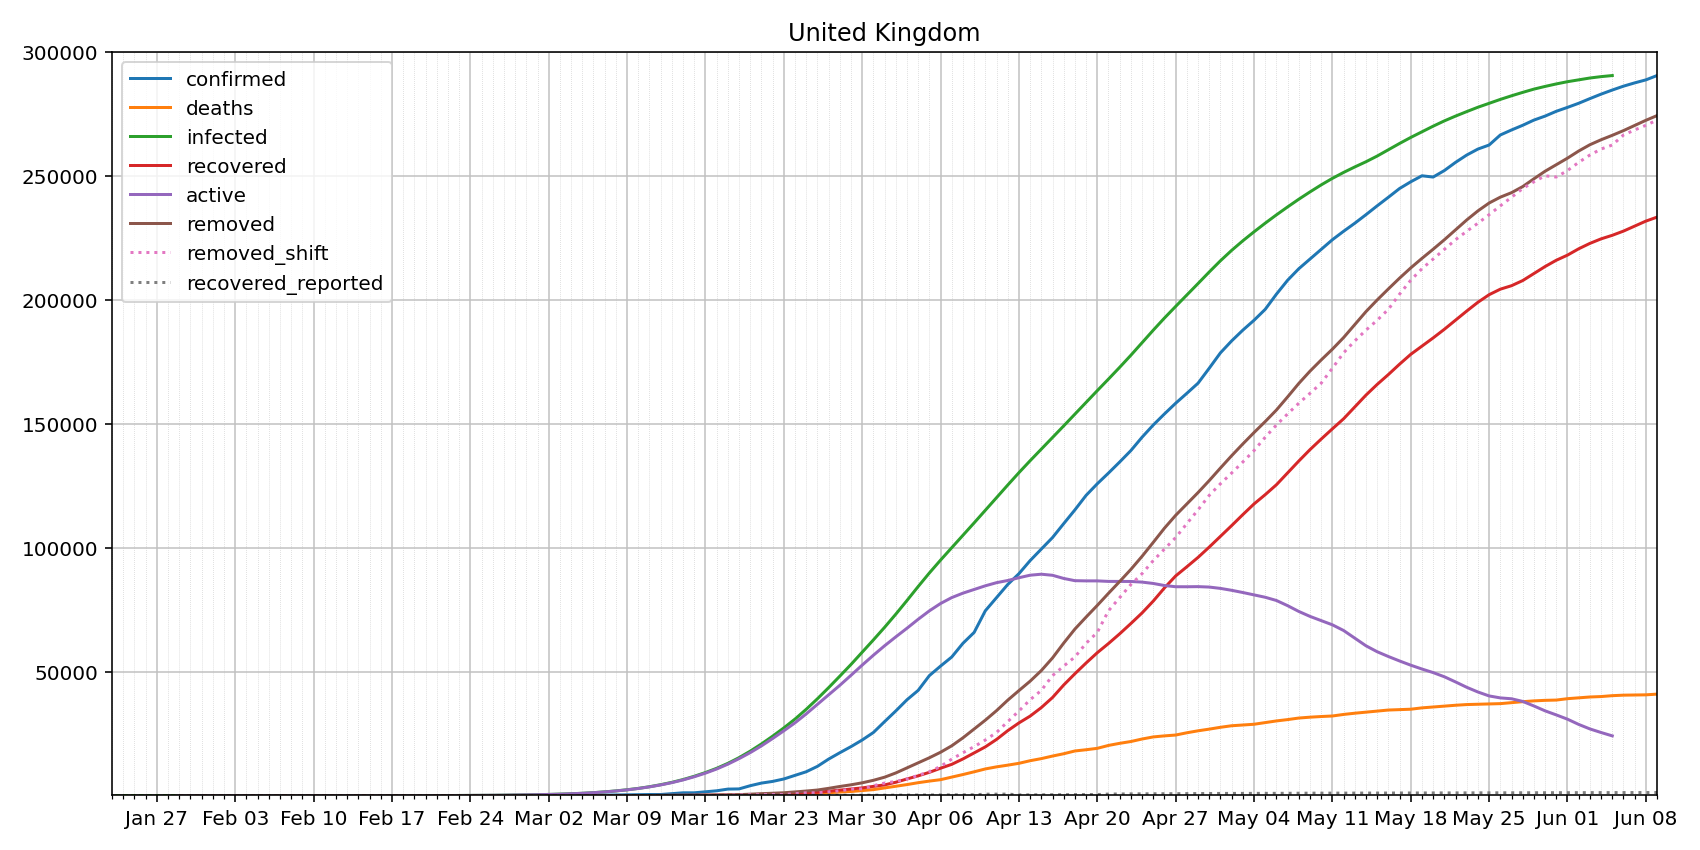 United Kingdom
300000
250000
200000
150000
100000
50000
confirmed
deaths
infected
recovered
active
removed
removed_shift
recovered_reported
Jan 27 Feb 03 Feb 10 Feb 17 Feb 24 Mar 02 Mar 09 Mar 16 Mar 23 Mar 30 Apr 06 Apr 13 Apr 20 Apr 27 May 04 May 11 May 18 May 25 Jun 01 Jun 08